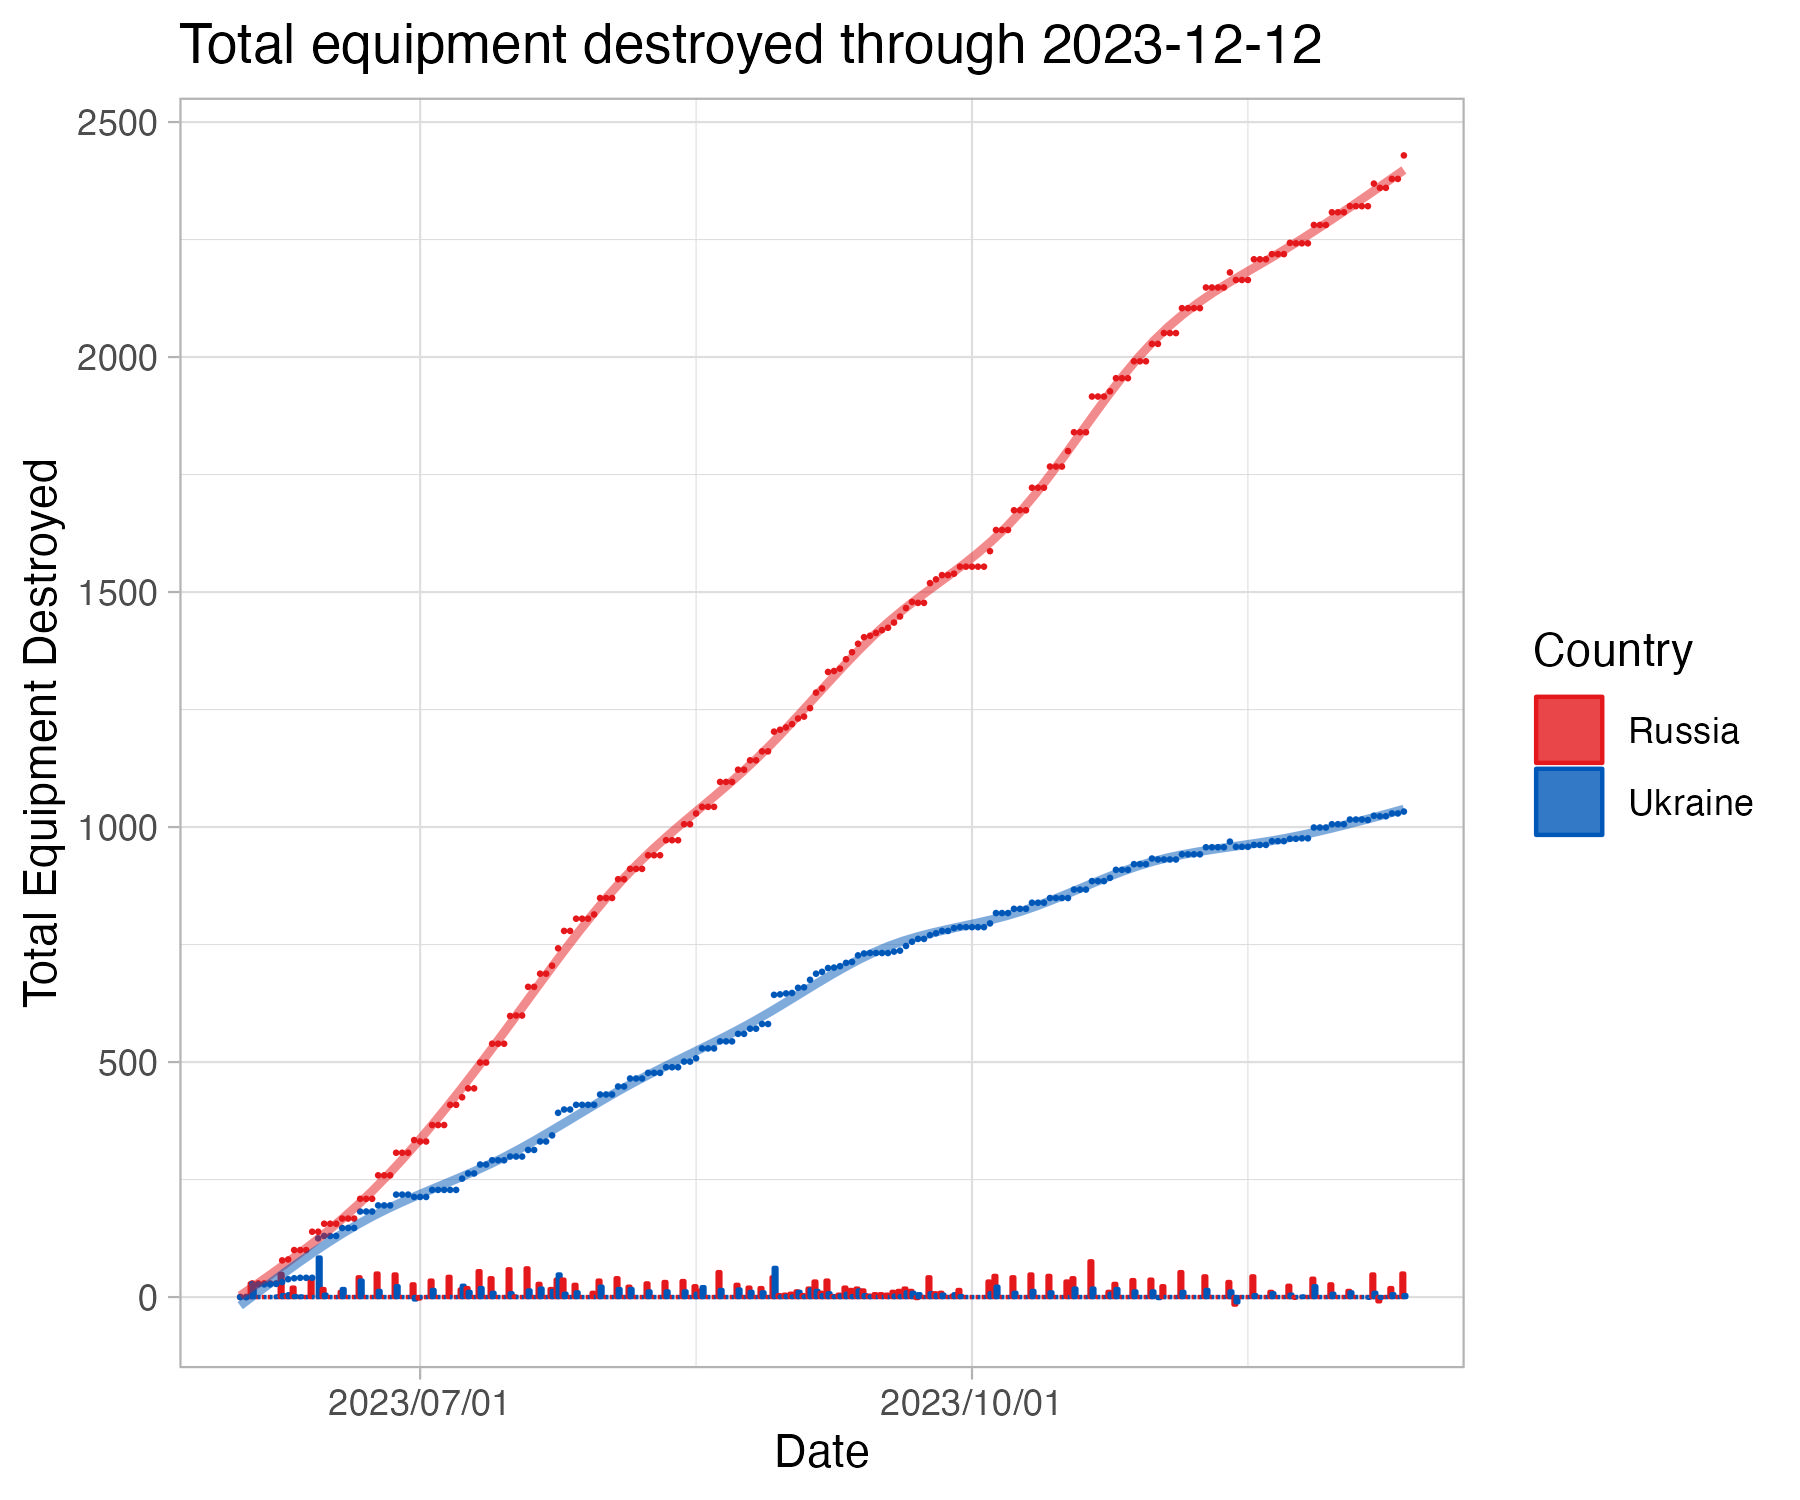 Total equipment destroyed through 2023-12-12
Total Equipment Destroyed
2500
2000
1500
1000
500
0
2023/07/01
2023/10/01
Date
Country
Russia
Ukraine